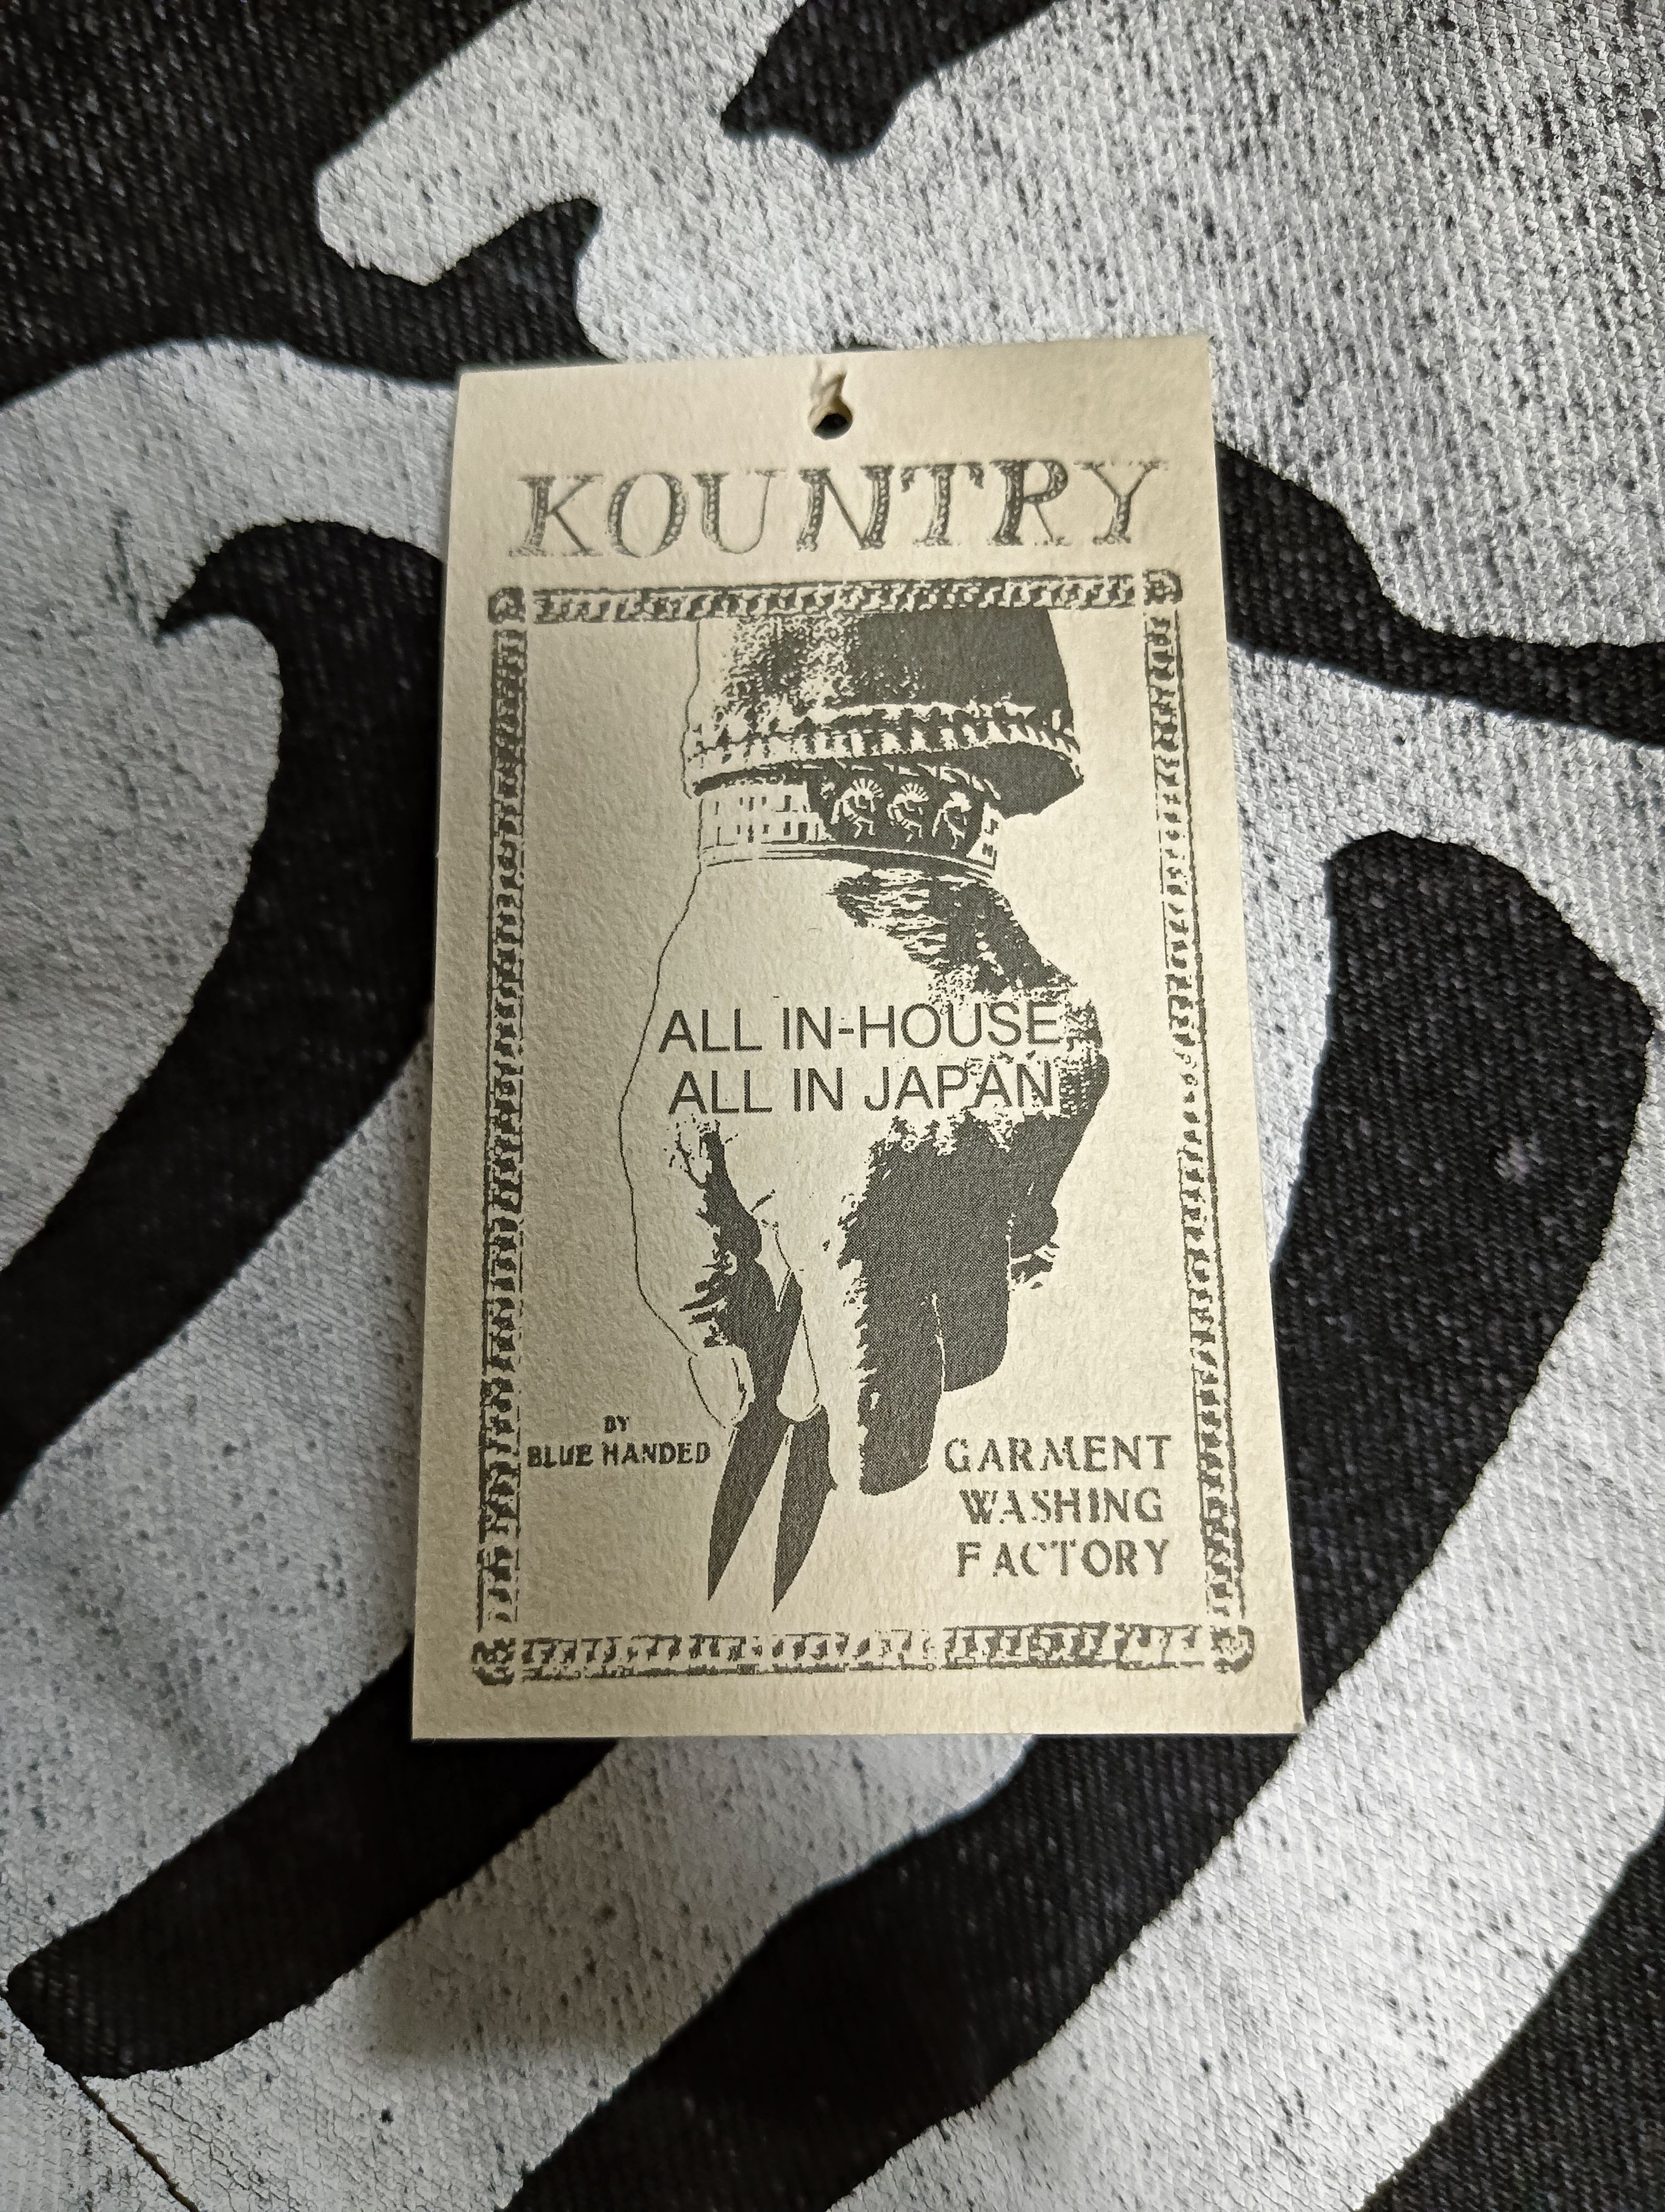 KOUNTRY
ALL IN-HOUSE,
ALL IN JAPAN
BY
BLUE HANDED
GARMENT
WASHING
FACTORY